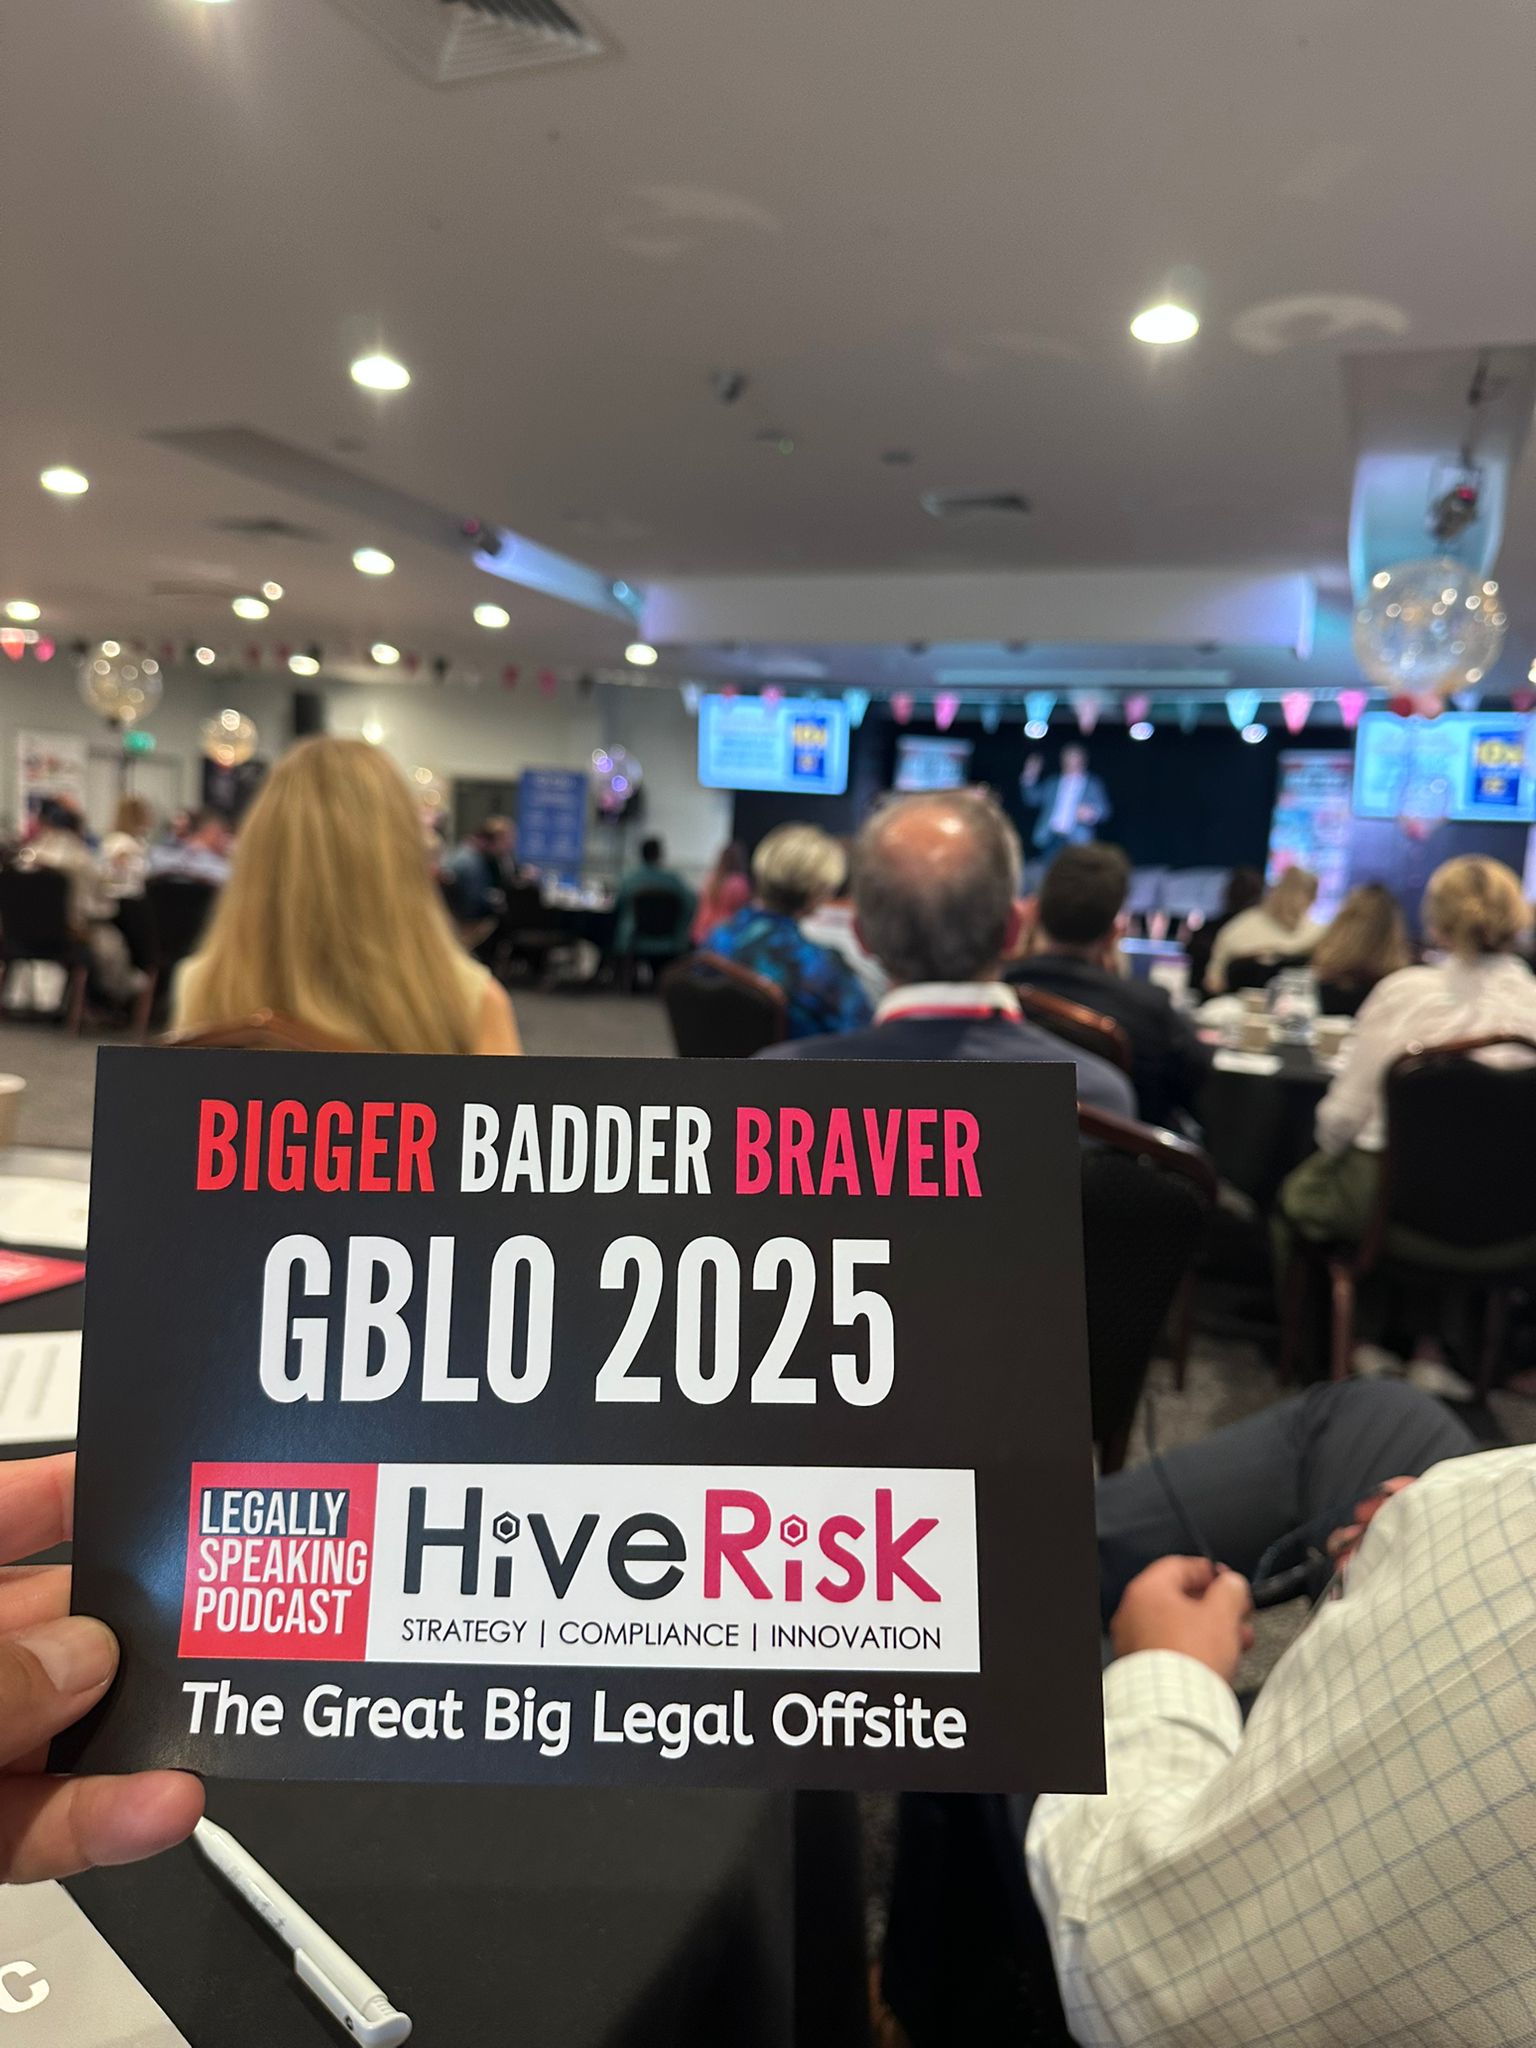 BIGGER BADDER BRAVER
GBLO 2025
LEGALLY
SPEAKING
PODCAST
HiveRisk
STRATEGY | COMPLIANCE | INNOVATION
The Great Big Legal Offsite
C